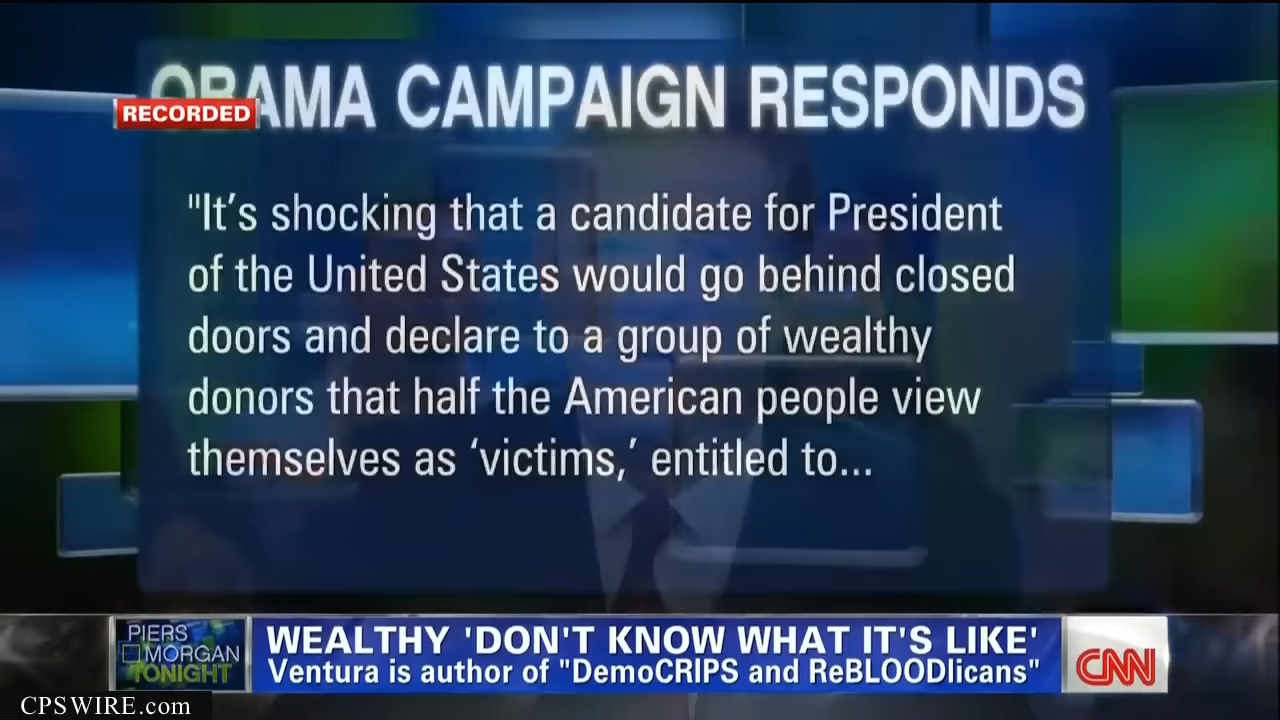 OBAMA CAMPAIGN RESPONDS
RECORDED
"It’s shocking that a candidate for President
of the United States would go behind closed
doors and declare to a group of wealthy
donors that half the American people view
themselves as ‘victims,’ entitled to...
PIERS
MORGAN
TONIGHT
WEALTHY 'DON'T KNOW WHAT IT'S LIKE'
Ventura is author of "DemoCRIPS and ReBLOODlicans"
CNN
CPSWIRE.com